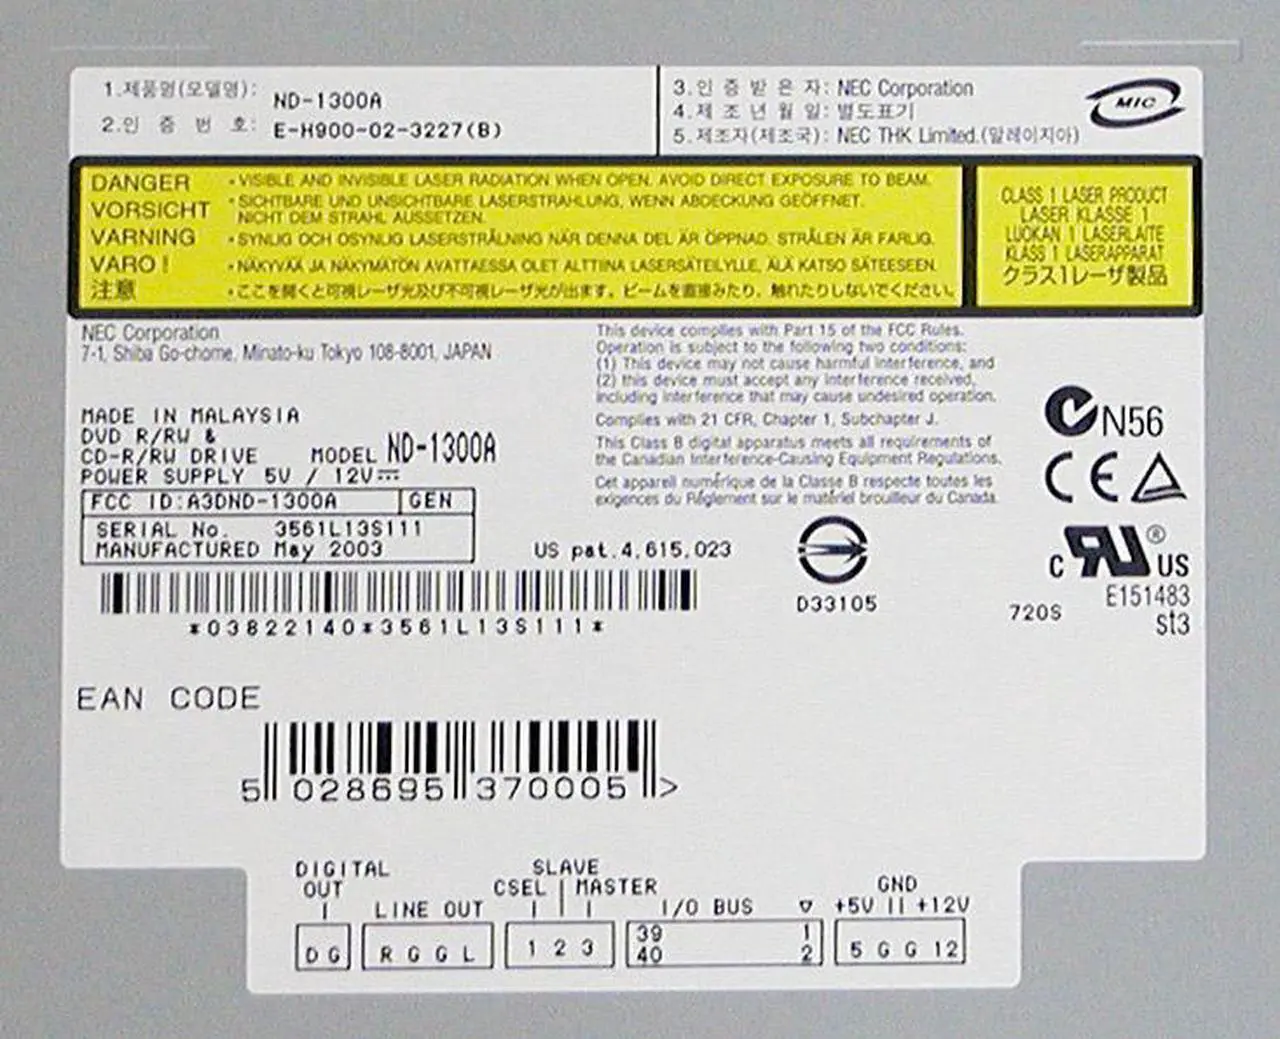 1.제품명(모델명): ND-1300A
2.인 증 번 호: E-H900-02-3227(B)
3.인 증 받 은 자: NEC Corporation
4.제 조 년 월 일: 별도표기
5.제조자(제조국): NEC THK Limited.(말레이지아)
MIC
DANGER •VISIBLE AND INVISIBLE LASER RADIATION WHEN OPEN. AVOID DIRECT EXPOSURE TO BEAM.
VORSICHT •SICHTBARE UND UNSICHTBARE LASERSTRAHLUNG, WENN ABDECKUNG GEÖFFNET.
NICHT DEM STRAHL AUSSETZEN.
VARNING •SYNLIG OCH OSYNLIG LASERSTRÅLNING NÄR DENNA DEL ÄR ÖPPNAD. STRÅLEN ÄR FARLIG.
VARO! •NÄKYVÄÄ JA NÄKYMÄTÖN AVATTAESSA OLET ALTTIINA LASERSÄTEILYLLE, ÄLÄ KATSO SÄTEESEEN.
注意 •ここを開くと可視レーザ光及び不可視レーザ光が出ます。ビームを直接みたり、触れたりしないでください。
CLASS 1 LASER PRODUCT
LASER KLASSE 1
LUOKAN 1 LASERLAITE
KLASS 1 LASERAPPARAT
クラス1レーザ製品
NEC Corporation
7-1, Shiba Go-chome, Minato-ku Tokyo 108-8001, JAPAN
This device complies with Part 15 of the FCC Rules.
Operation is subject to the following two conditions:
(1) This device may not cause harmful interference, and
(2) this device must accept any interference received,
including interference that may cause undesired operation.
Complies with 21 CFR, Chapter 1, Subchapter J.
This Class B digital apparatus meets all requirements of
the Canadian Interference-Causing Equipment Regulations.
Cet appareil numérique de la Classe B respecte toutes les
exigences du Réglement sur le matériel brouilleur du Canada.
MADE IN MALAYSIA
DVD R/RW &
CD-R/RW DRIVE MODEL ND-1300A
POWER SUPPLY 5V / 12V
FCC ID:A3DND-1300A GEN
SERIAL No. 3561L13S111
MANUFACTURED May 2003
US pat.4,615,023
*03822140*3561L13S111*
D33105
N56
CE
c RU ® US
E151483
720S
st3
EAN CODE
5 028695 370005 >
DIGITAL
OUT
LINE OUT
SLAVE
CSEL MASTER
I/O BUS
GND
+5V +12V
D G
R G G L
1 2 3
39 1
40 2
5 G G 12